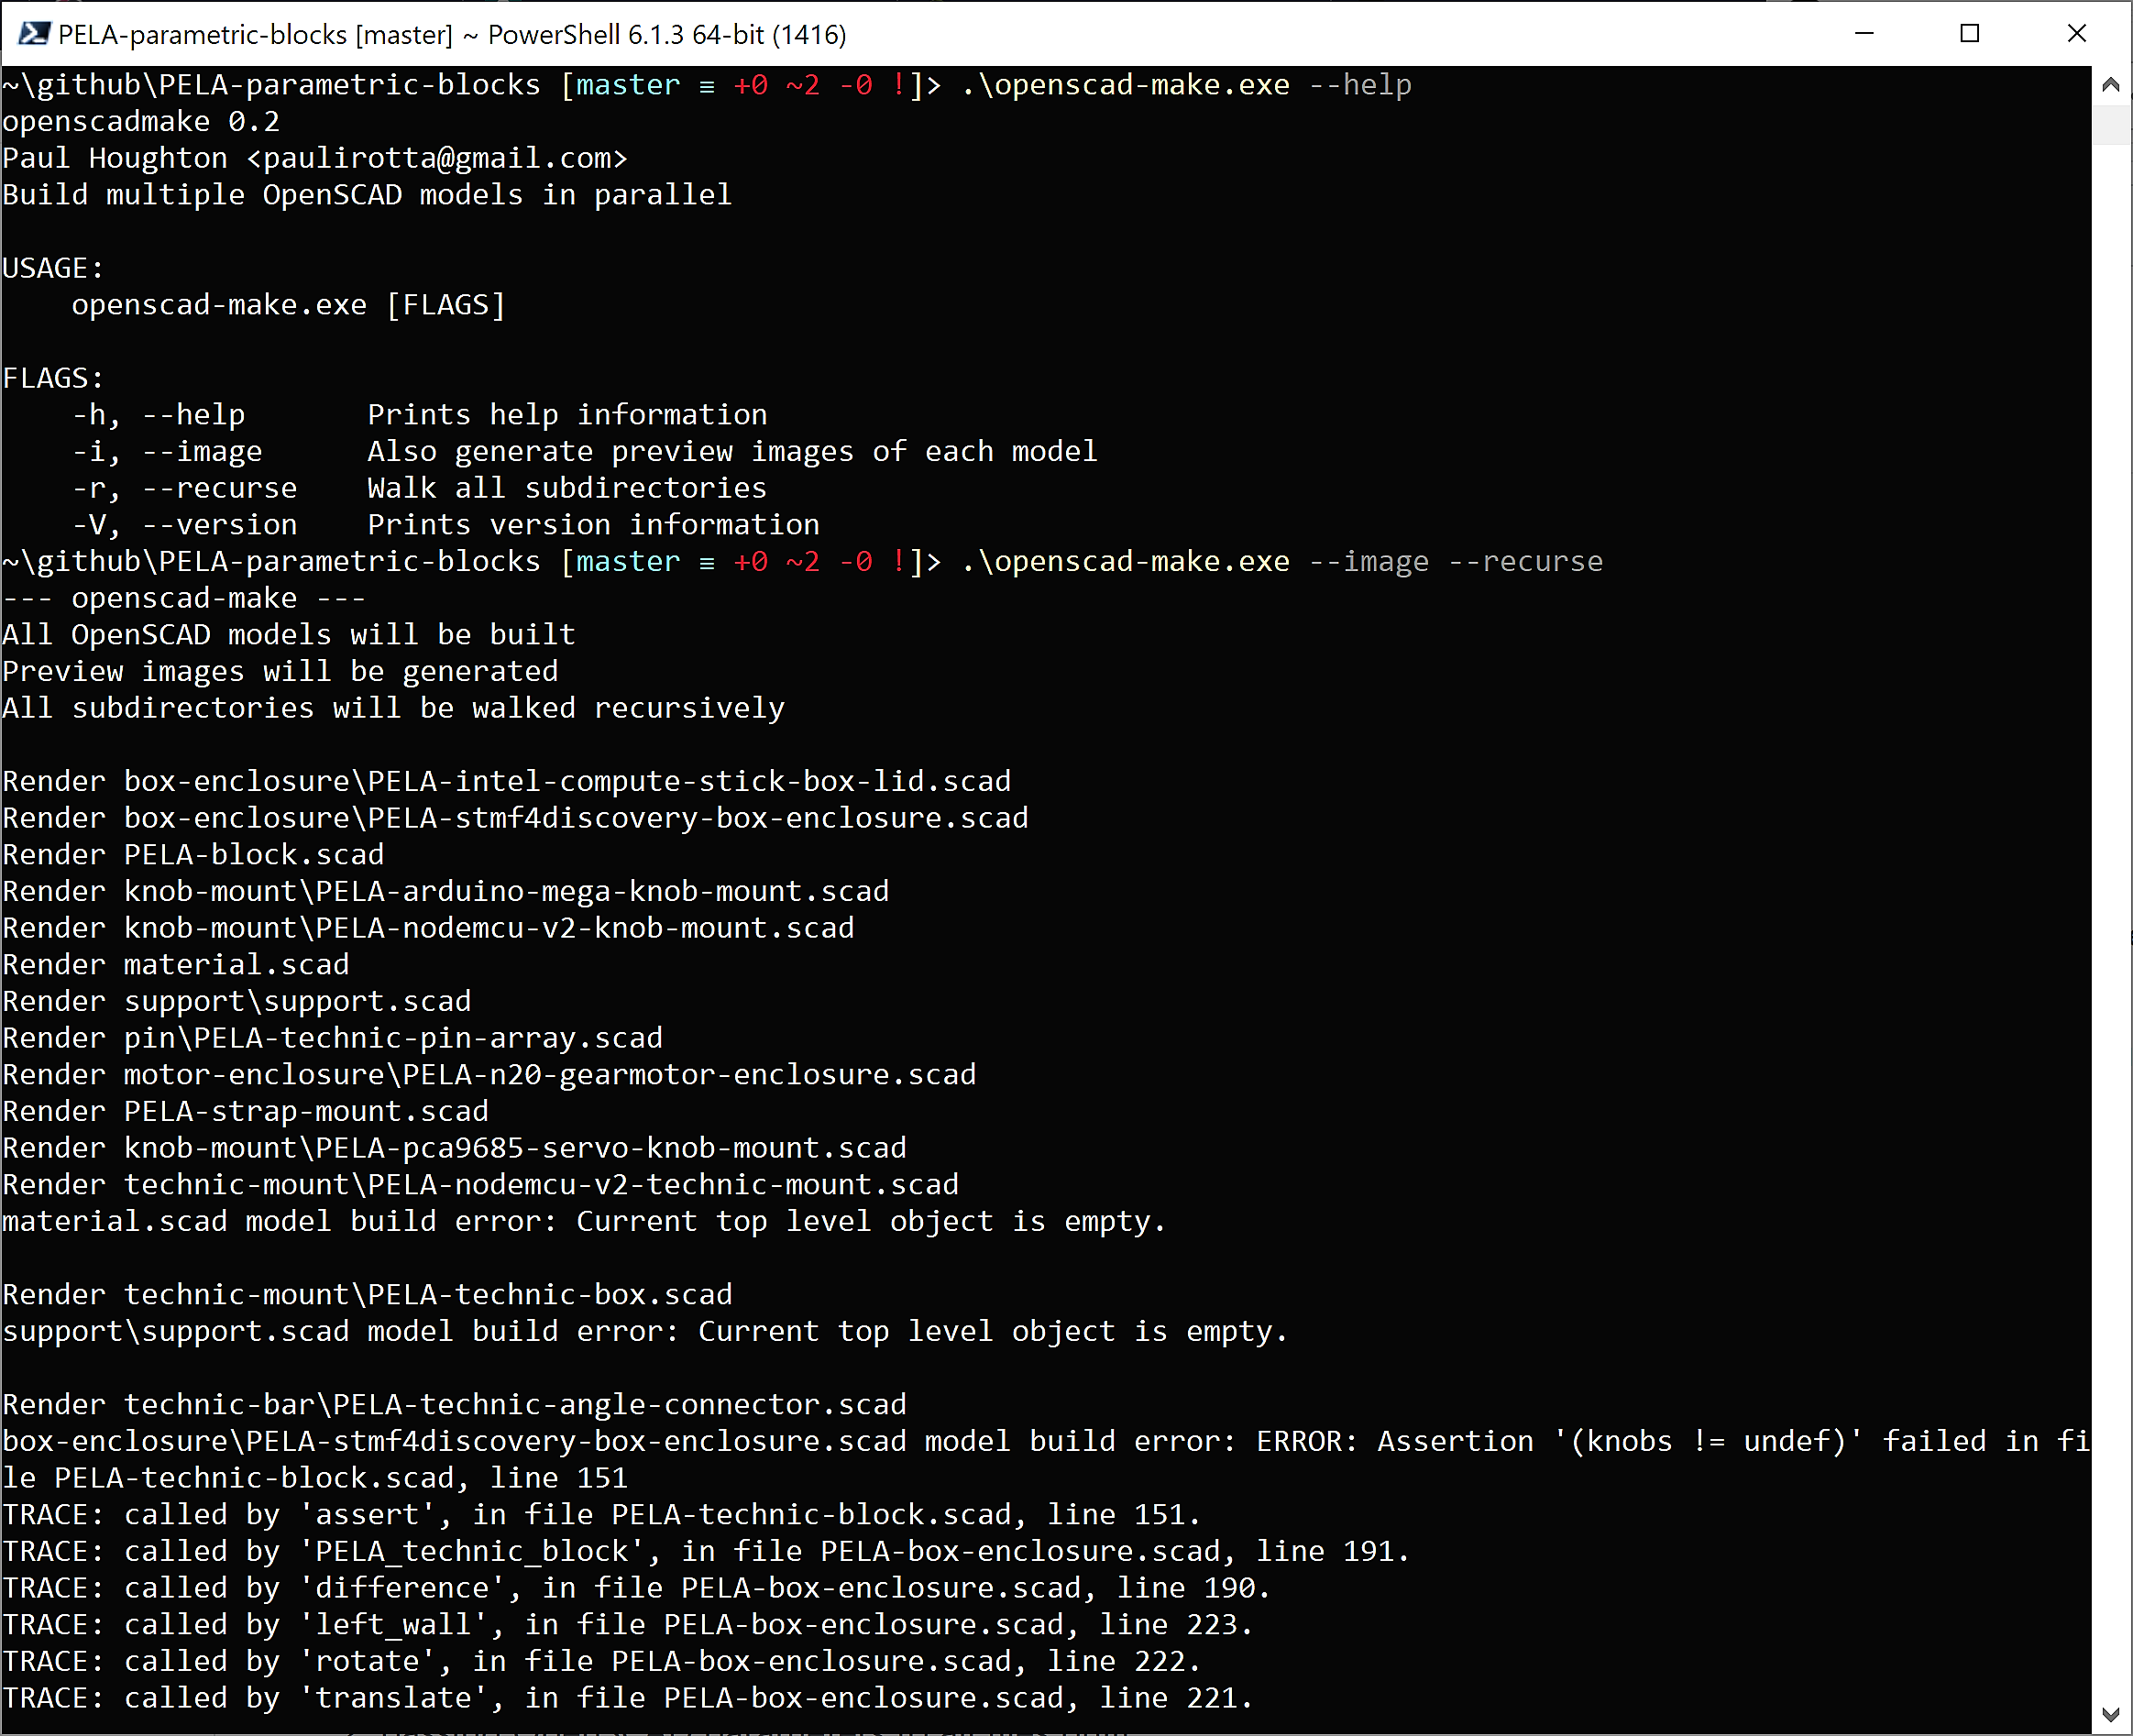 PELA-parametric-blocks [master] ~ PowerShell 6.1.3 64-bit (1416)
~\github\PELA-parametric-blocks [master ≡ +0 ~2 -0 !]> .\openscad-make.exe --help
openscadmake 0.2
Paul Houghton <paulirotta@gmail.com>
Build multiple OpenSCAD models in parallel
USAGE:
    openscad-make.exe [FLAGS]
FLAGS:
    -h, --help       Prints help information
    -i, --image      Also generate preview images of each model
    -r, --recurse    Walk all subdirectories
    -V, --version    Prints version information
~\github\PELA-parametric-blocks [master ≡ +0 ~2 -0 !]> .\openscad-make.exe --image --recurse
--- openscad-make ---
All OpenSCAD models will be built
Preview images will be generated
All subdirectories will be walked recursively
Render box-enclosure\PELA-intel-compute-stick-box-lid.scad
Render box-enclosure\PELA-stmf4discovery-box-enclosure.scad
Render PELA-block.scad
Render knob-mount\PELA-arduino-mega-knob-mount.scad
Render knob-mount\PELA-nodemcu-v2-knob-mount.scad
Render material.scad
Render support\support.scad
Render pin\PELA-technic-pin-array.scad
Render motor-enclosure\PELA-n20-gearmotor-enclosure.scad
Render PELA-strap-mount.scad
Render knob-mount\PELA-pca9685-servo-knob-mount.scad
Render technic-mount\PELA-nodemcu-v2-technic-mount.scad
material.scad model build error: Current top level object is empty.
Render technic-mount\PELA-technic-box.scad
support\support.scad model build error: Current top level object is empty.
Render technic-bar\PELA-technic-angle-connector.scad
box-enclosure\PELA-stmf4discovery-box-enclosure.scad model build error: ERROR: Assertion '(knobs != undef)' failed in fi
le PELA-technic-block.scad, line 151
TRACE: called by 'assert', in file PELA-technic-block.scad, line 151.
TRACE: called by 'PELA_technic_block', in file PELA-box-enclosure.scad, line 191.
TRACE: called by 'difference', in file PELA-box-enclosure.scad, line 190.
TRACE: called by 'left_wall', in file PELA-box-enclosure.scad, line 223.
TRACE: called by 'rotate', in file PELA-box-enclosure.scad, line 222.
TRACE: called by 'translate', in file PELA-box-enclosure.scad, line 221.